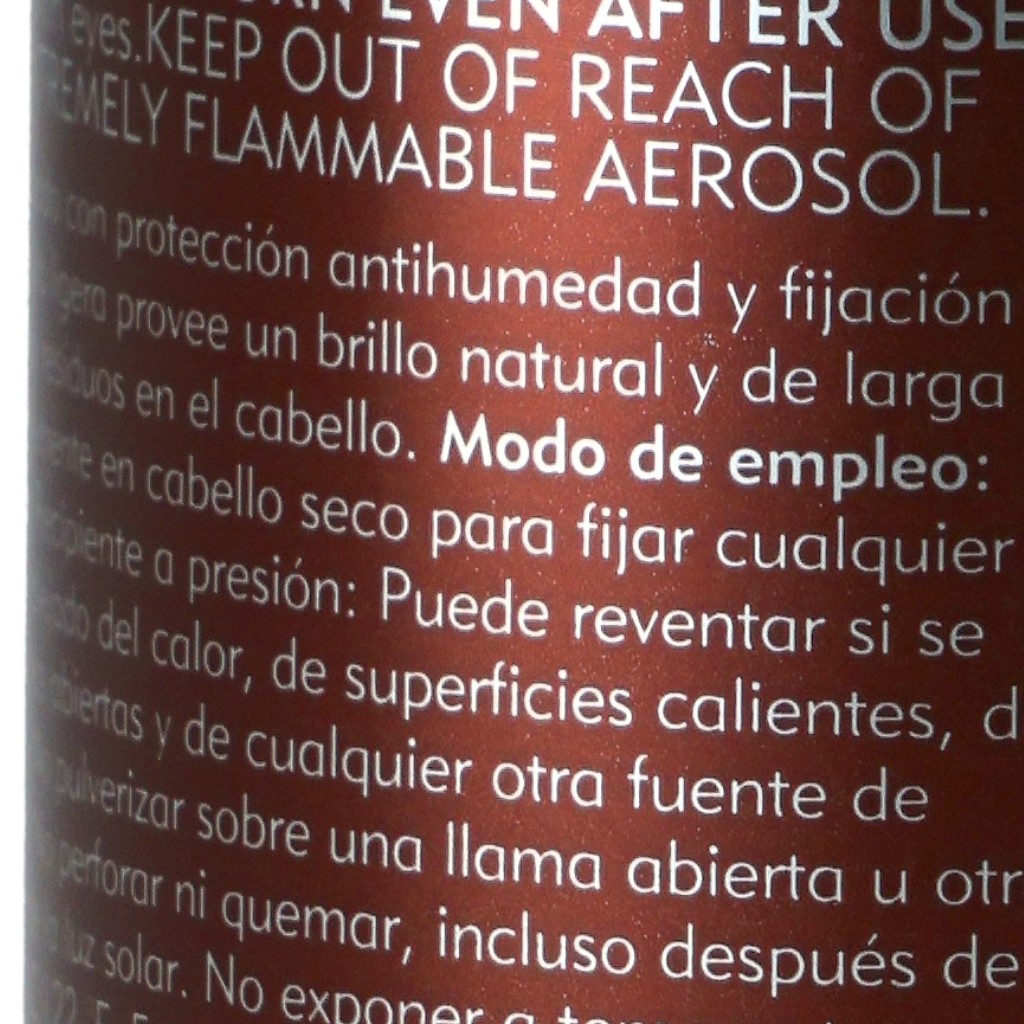 EVEN AFTER USE
eyes.KEEP OUT OF REACH OF
FLAMMABLE AEROSOL.
con protección antihumedad y fijación
provee un brillo natural y de larga
en el cabello. Modo de empleo:
en cabello seco para fijar cualquier
a presión: Puede reventar si se
del calor, de superficies calientes,
abiertas y de cualquier otra fuente de
pulverizar sobre una llama abierta u
perforar ni quemar, incluso después de
luz solar. No exponer a